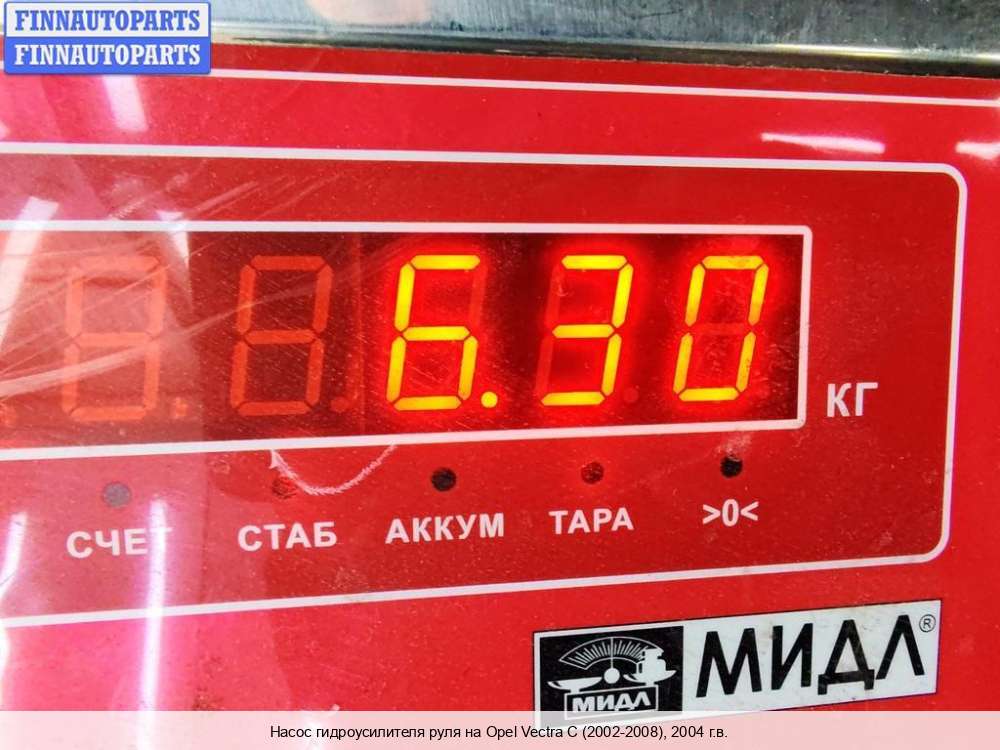 FINNAUTOPARTS
FINNAUTOPARTS
6.30
КГ
СЧЕТ СТАБ АККУМ ТАРА >0<
МИДЛ МИДЛ®
Насос гидроусилителя руля на Opel Vectra C (2002-2008), 2004 г.в.